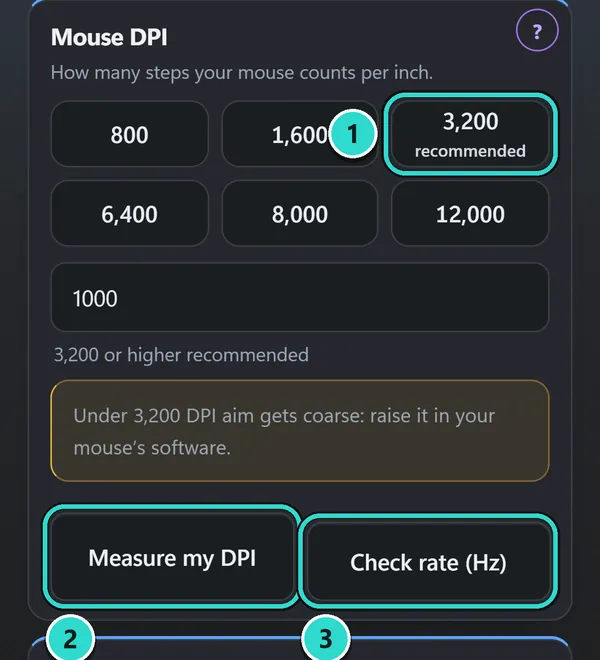 Mouse DPI
?
How many steps your mouse counts per inch.
800
1,600
1
3,200
recommended
6,400
8,000
12,000
1000
3,200 or higher recommended
Under 3,200 DPI aim gets coarse: raise it in your
mouse’s software.
Measure my DPI
Check rate (Hz)
2
3